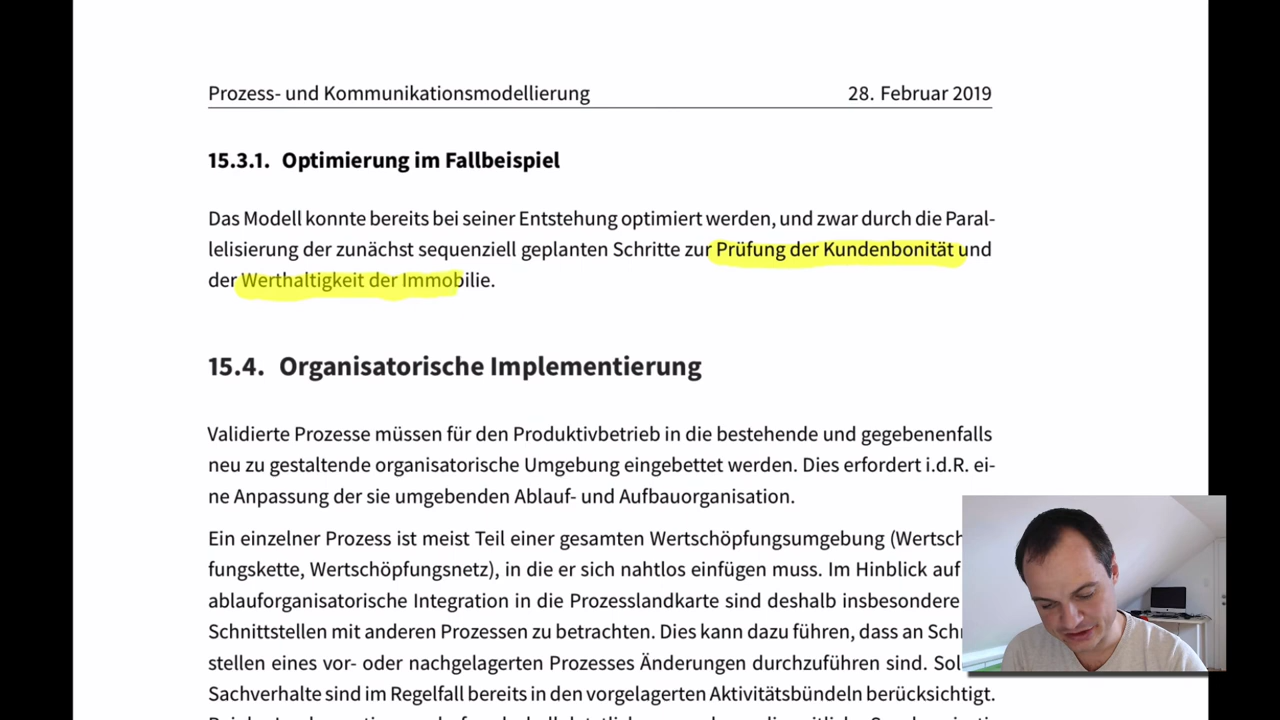 Prozess- und Kommunikationsmodellierung 28. Februar 2019
15.3.1. Optimierung im Fallbeispiel
Das Modell konnte bereits bei seiner Entstehung optimiert werden, und zwar durch die Paral-
lelisierung der zunächst sequenziell geplanten Schritte zur Prüfung der Kundenbonität und
der Werthaltigkeit der Immobilie.
15.4. Organisatorische Implementierung
Validierte Prozesse müssen für den Produktivbetrieb in die bestehende und gegebenenfalls
neu zu gestaltende organisatorische Umgebung eingebettet werden. Dies erfordert i.d.R. ei-
ne Anpassung der sie umgebenden Ablauf- und Aufbauorganisation.
Ein einzelner Prozess ist meist Teil einer gesamten Wertschöpfungsumgebung (Wertsch
fungskette, Wertschöpfungsnetz), in die er sich nahtlos einfügen muss. Im Hinblick auf
ablauforganisatorische Integration in die Prozesslandkarte sind deshalb insbesondere
Schnittstellen mit anderen Prozessen zu betrachten. Dies kann dazu führen, dass an Sch
stellen eines vor- oder nachgelagerten Prozesses Änderungen durchzuführen sind. Sol
Sachverhalte sind im Regelfall bereits in den vorgelagerten Aktivitätsbündeln berücksichtigt.